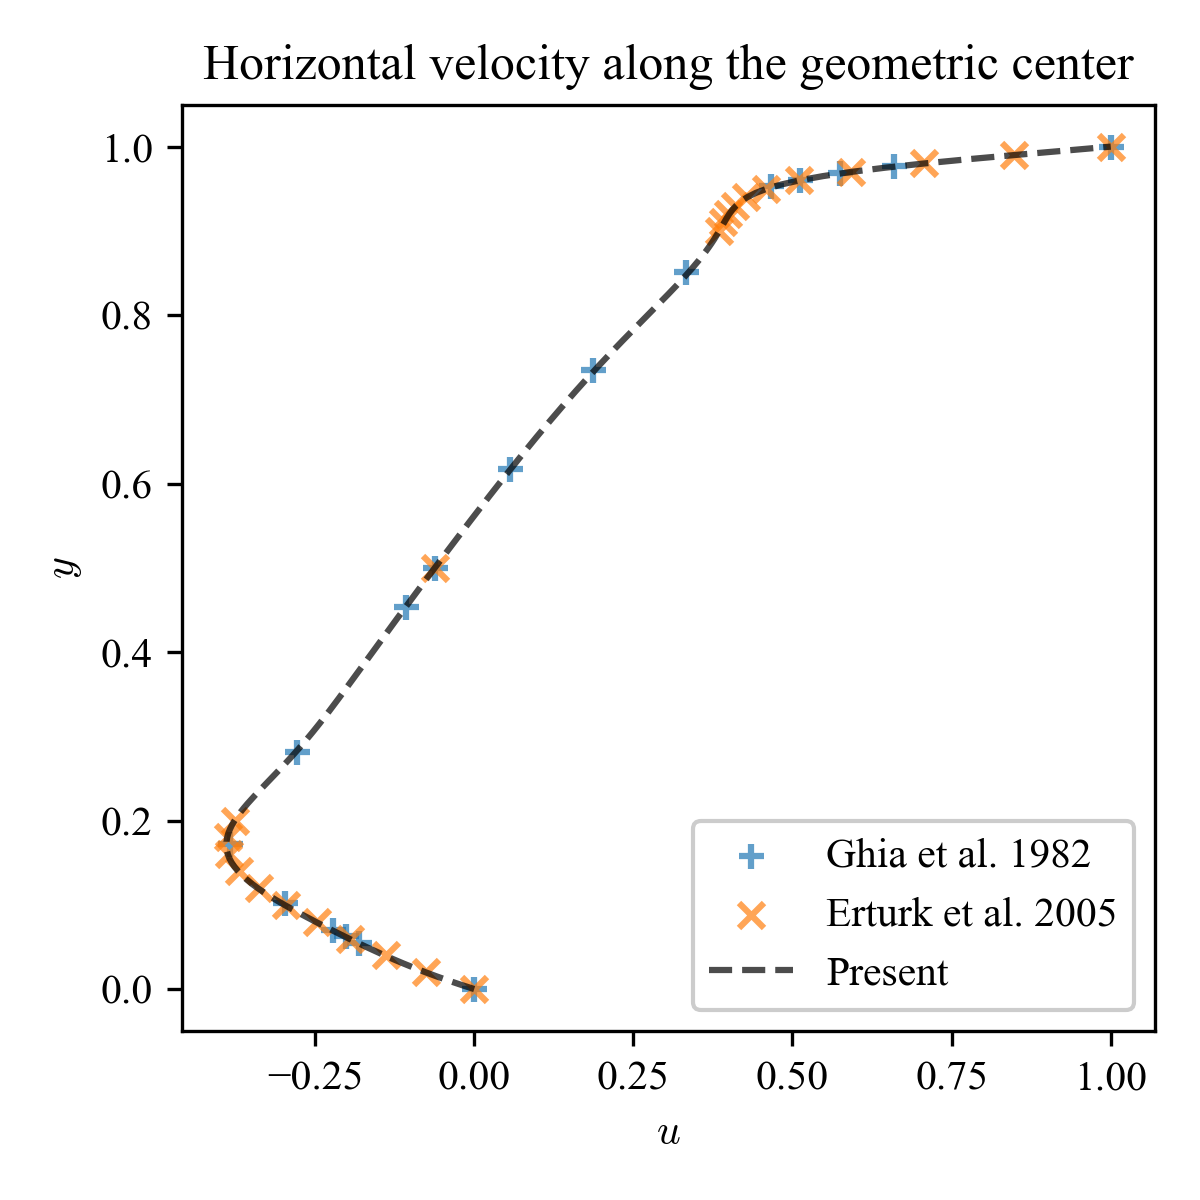 Horizontal velocity along the geometric center
1.0
0.8
0.6
0.4
0.2
0.0
y
−0.25 0.00 0.25 0.50 0.75 1.00
u
Ghia et al. 1982
Erturk et al. 2005
Present